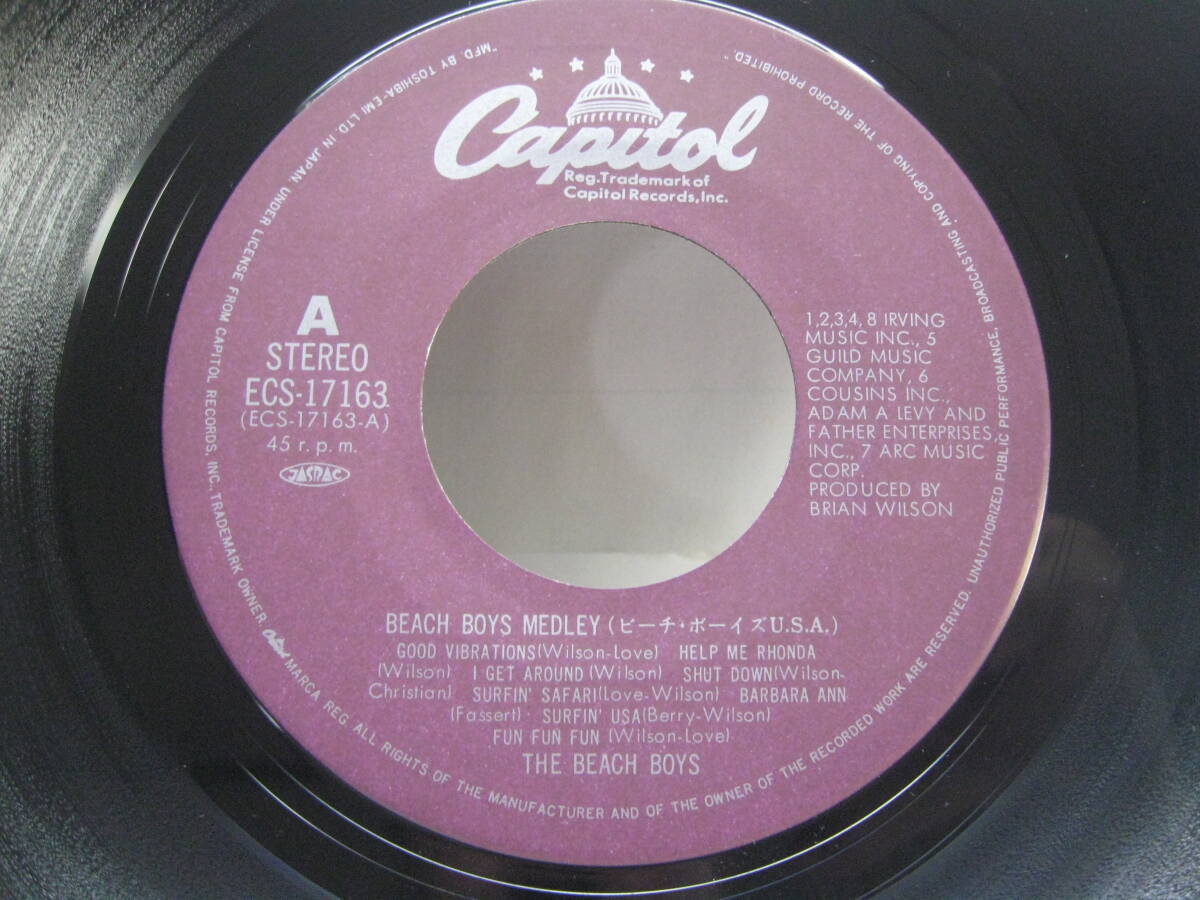 Capitol
Reg.Trademark of
Capitol Records,Inc.
A
STEREO
ECS-17163
(ECS-17163-A)
45 r.p.m.
JASRAC
1,2,3,4, 8 IRVING
MUSIC INC., 5
GUILD MUSIC
COMPANY, 6
COUSINS INC.,
ADAM A LEVY AND
FATHER ENTERPRISES,
INC., 7 ARC MUSIC
CORP.
PRODUCED BY
BRIAN WILSON
BEACH BOYS MEDLEY (ビーチ・ボーイズU.S.A.)
GOOD VIBRATIONS(Wilson-Love) HELP ME RHONDA
(Wilson) I GET AROUND (Wilson) SHUT DOWN(Wilson-
Christian) SURFIN' SAFARI(Love-Wilson) BARBARA ANN
(Fassert) SURFIN' USA(Berry-Wilson)
FUN FUN FUN (Wilson-Love)
THE BEACH BOYS
"MFD. BY TOSHIBA-EMI LTD. IN JAPAN. UNDER LICENSE FROM CAPITOL RECORDS, INC., TRADEMARK OWNER. Capitol MARCA REG. ALL RIGHTS OF THE MANUFACTURER AND OF THE OWNER OF THE RECORDED WORK ARE RESERVED. UNAUTHORIZED PUBLIC PERFORMANCE, BROADCASTING AND COPYING OF THE RECORD PROHIBITED."